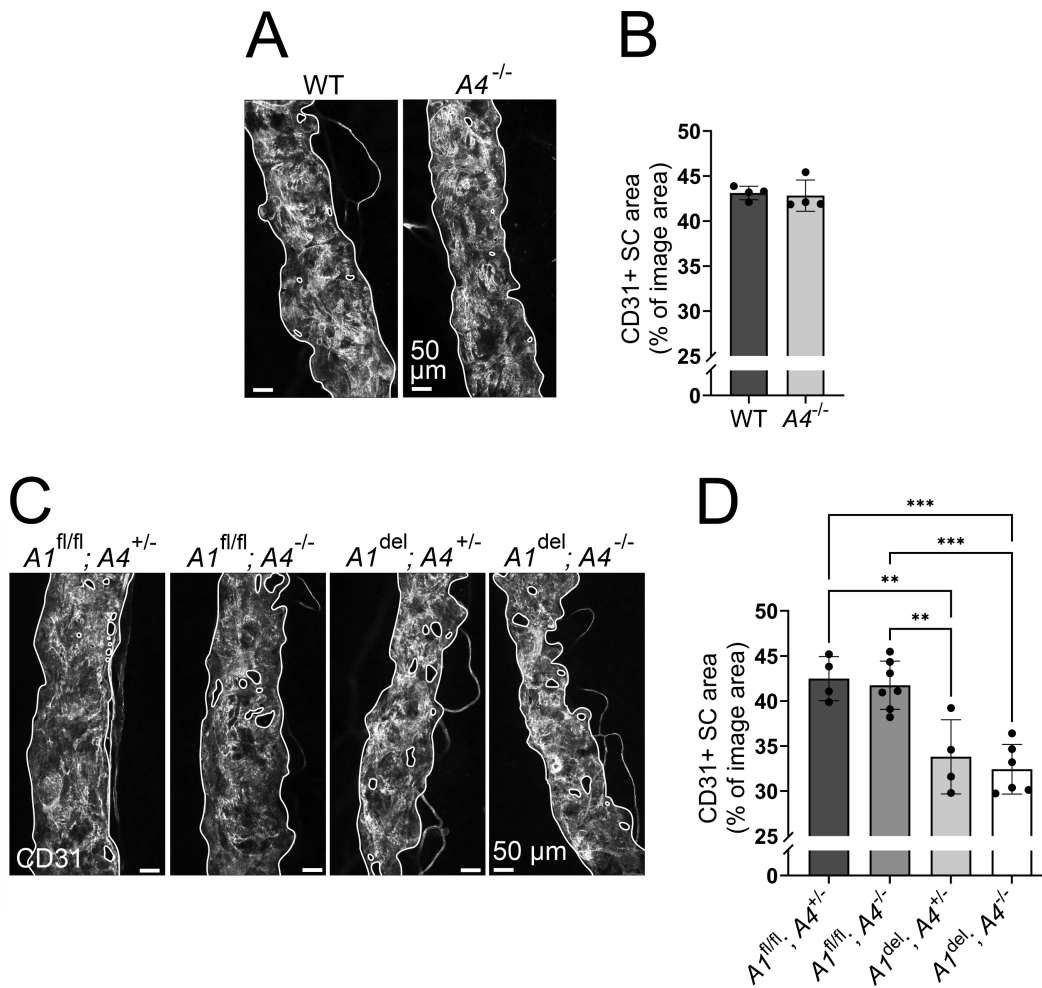 A
B
WT
A4-/-
50
μm
CD31+ SC area
(% of image area)
50
45
40
35
30
25
0
WT
A4-/-
C
D
A1fl/fl; A4+/-
A1fl/fl; A4-/-
A1del; A4+/-
A1del; A4-/-
CD31
50 μm
***
***
**
**
CD31+ SC area
(% of image area)
50
45
40
35
30
25
0
A1fl/fl. ; A4+/-
A1fl/fl. ; A4-/-
A1del. ; A4+/-
A1del. ; A4-/-